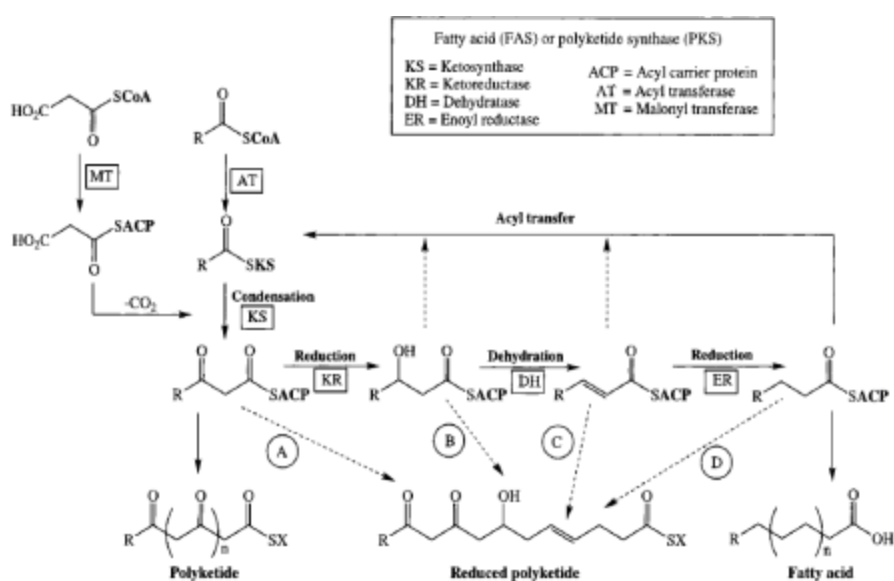 Fatty acid (FAS) or polyketide synthase (PKS)
KS = Ketosynthase
KR = Ketoreductase
DH = Dehydratase
ER = Enoyl reductase
ACP = Acyl carrier protein
AT = Acyl transferase
MT = Malonyl transferase
HO2C
SCoA
O
O
R
SCoA
MT
AT
HO2C
SACP
O
O
R
SKS
Acyl transfer
-CO2
Condensation
KS
O
O
R
SACP
Reduction
KR
OH
O
R
SACP
Dehydration
DH
O
R
SACP
Reduction
ER
O
R
SACP
A
B
C
D
O
O
O
R
n
SX
Polyketide
O
O
OH
O
R
SX
Reduced polyketide
R
n
O
OH
Fatty acid